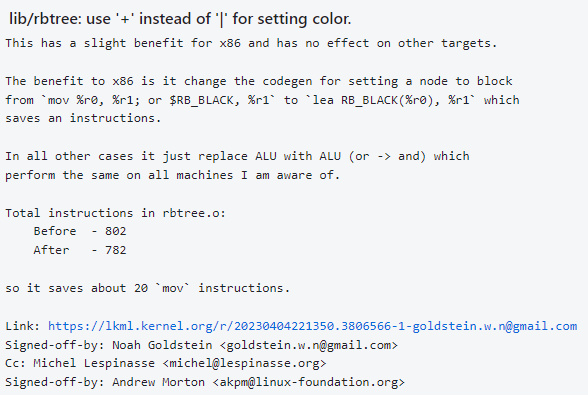 lib/rbtree: use '+' instead of '|' for setting color.
This has a slight benefit for x86 and has no effect on other targets.
The benefit to x86 is it change the codegen for setting a node to block
from `mov %r0, %r1; or $RB_BLACK, %r1` to `lea RB_BLACK(%r0), %r1` which
saves an instructions.
In all other cases it just replace ALU with ALU (or -> and) which
perform the same on all machines I am aware of.
Total instructions in rbtree.o:
Before - 802
After - 782
so it saves about 20 `mov` instructions.
Link: https://lkml.kernel.org/r/20230404221350.3806566-1-goldstein.w.n@gmail.com
Signed-off-by: Noah Goldstein <goldstein.w.n@gmail.com>
Cc: Michel Lespinasse <michel@lespinasse.org>
Signed-off-by: Andrew Morton <akpm@linux-foundation.org>